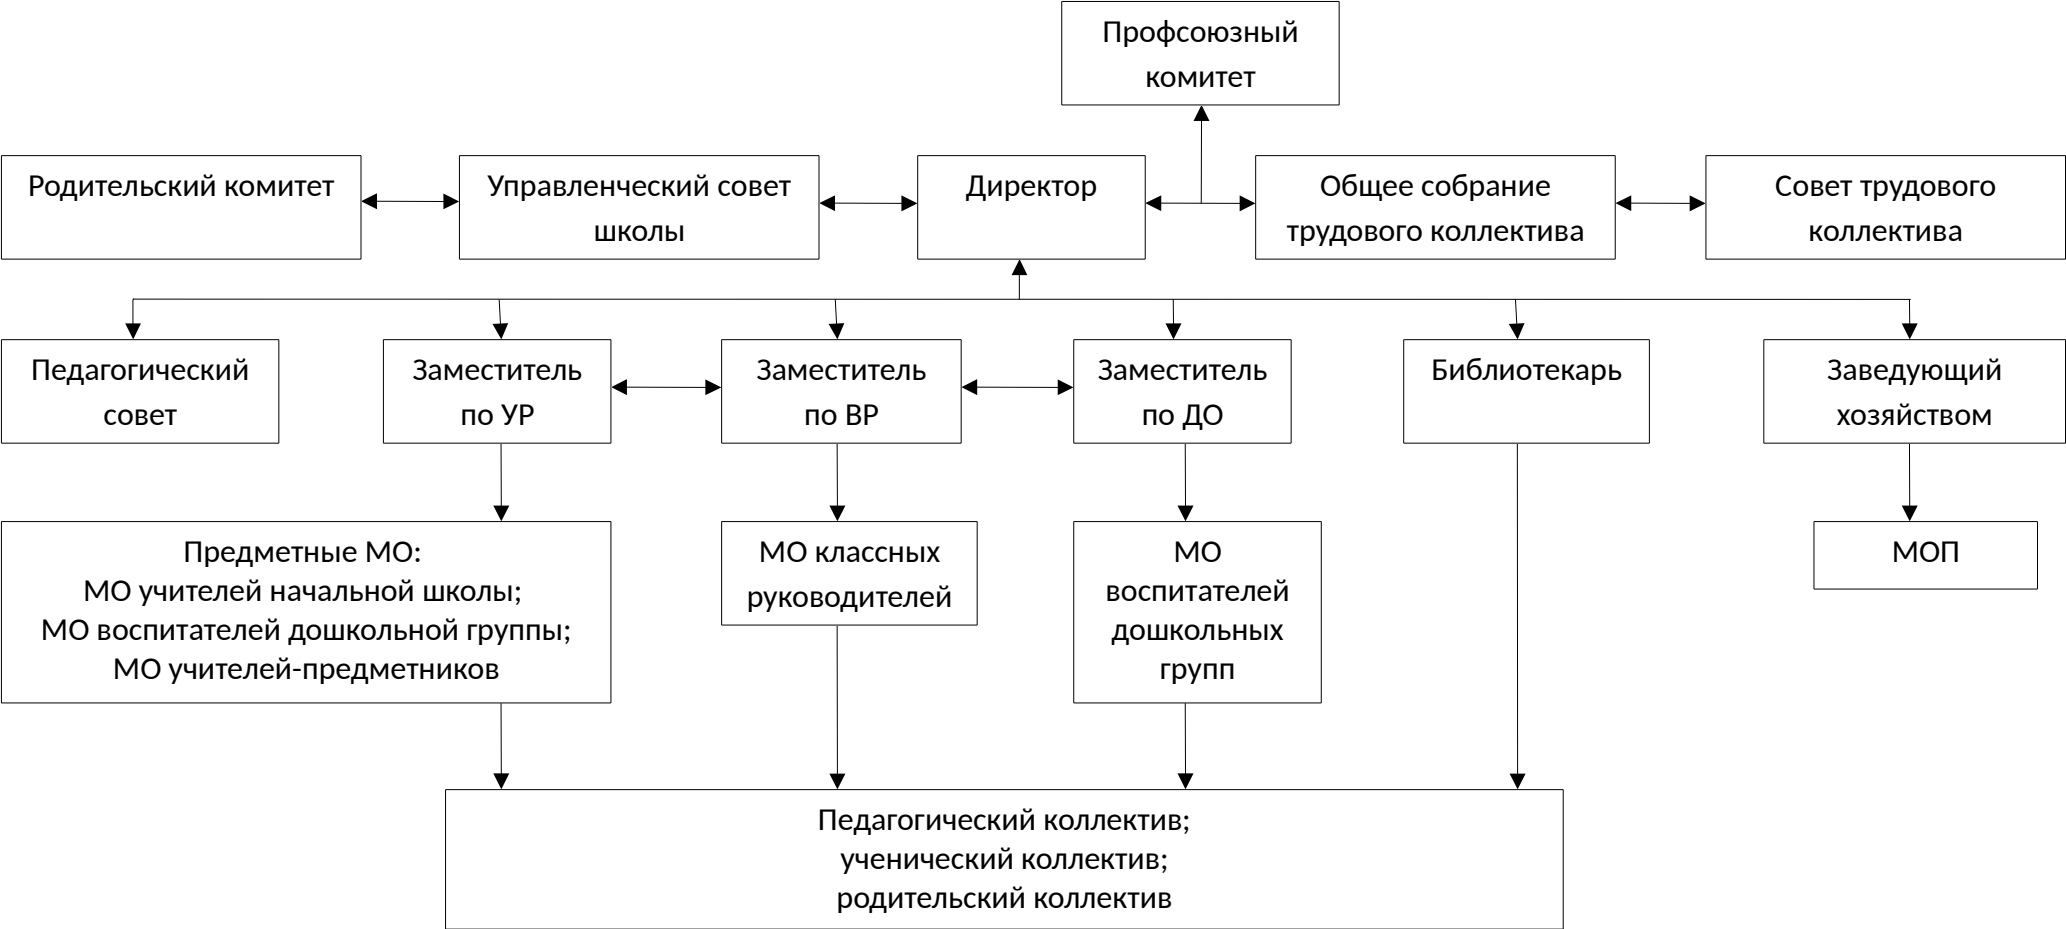 Профсоюзный
комитет
Родительский комитет
Управленческий совет
школы
Директор
Общее собрание
трудового коллектива
Совет трудового
коллектива
Педагогический
совет
Заместитель
по УР
Заместитель
по ВР
Заместитель
по ДО
Библиотекарь
Заведующий
хозяйством
Предметные МО:
МО учителей начальной школы;
МО воспитателей дошкольной группы;
МО учителей-предметников
МО классных
руководителей
МО
воспитателей
дошкольных
групп
МОП
Педагогический коллектив;
ученический коллектив;
родительский коллектив